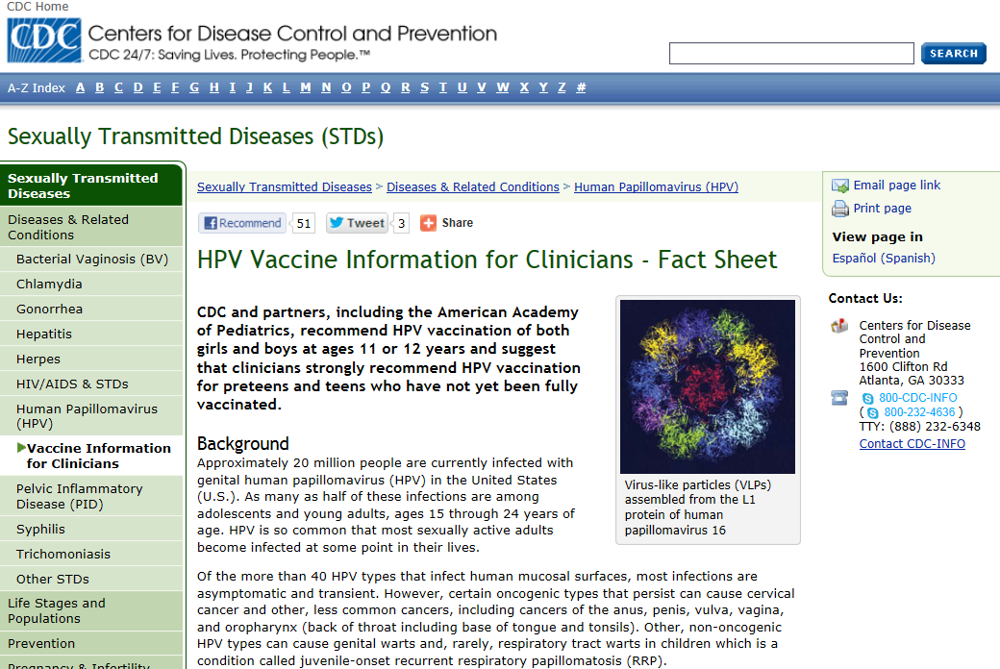 CDC Home
CDC
Centers for Disease Control and Prevention
CDC 24/7: Saving Lives. Protecting People.™
SEARCH
A-Z Index A B C D E F G H I J K L M N O P Q R S T U V W X Y Z #
Sexually Transmitted Diseases (STDs)
Sexually Transmitted
Diseases
Diseases & Related
Conditions
Bacterial Vaginosis (BV)
Chlamydia
Gonorrhea
Hepatitis
Herpes
HIV/AIDS & STDs
Human Papillomavirus
(HPV)
Vaccine Information
for Clinicians
Pelvic Inflammatory
Disease (PID)
Syphilis
Trichomoniasis
Other STDs
Life Stages and
Populations
Prevention
Pregnancy & Infertility
Sexually Transmitted Diseases > Diseases & Related Conditions > Human Papillomavirus (HPV)
Recommend 51 Tweet 3 Share
HPV Vaccine Information for Clinicians - Fact Sheet
CDC and partners, including the American Academy
of Pediatrics, recommend HPV vaccination of both
girls and boys at ages 11 or 12 years and suggest
that clinicians strongly recommend HPV vaccination
for preteens and teens who have not yet been fully
vaccinated.
Background
Approximately 20 million people are currently infected with
genital human papillomavirus (HPV) in the United States
(U.S.). As many as half of these infections are among
adolescents and young adults, ages 15 through 24 years of
age. HPV is so common that most sexually active adults
become infected at some point in their lives.
Of the more than 40 HPV types that infect human mucosal surfaces, most infections are
asymptomatic and transient. However, certain oncogenic types that persist can cause cervical
cancer and other, less common cancers, including cancers of the anus, penis, vulva, vagina,
and oropharynx (back of throat including base of tongue and tonsils). Other, non-oncogenic
HPV types can cause genital warts and, rarely, respiratory tract warts in children which is a
condition called juvenile-onset recurrent respiratory papillomatosis (RRP).
Virus-like particles (VLPs)
assembled from the L1
protein of human
papillomavirus 16
Email page link
Print page
View page in
Español (Spanish)
Contact Us:
Centers for Disease
Control and
Prevention
1600 Clifton Rd
Atlanta, GA 30333
800-CDC-INFO
( 800-232-4636 )
TTY: (888) 232-6348
Contact CDC-INFO